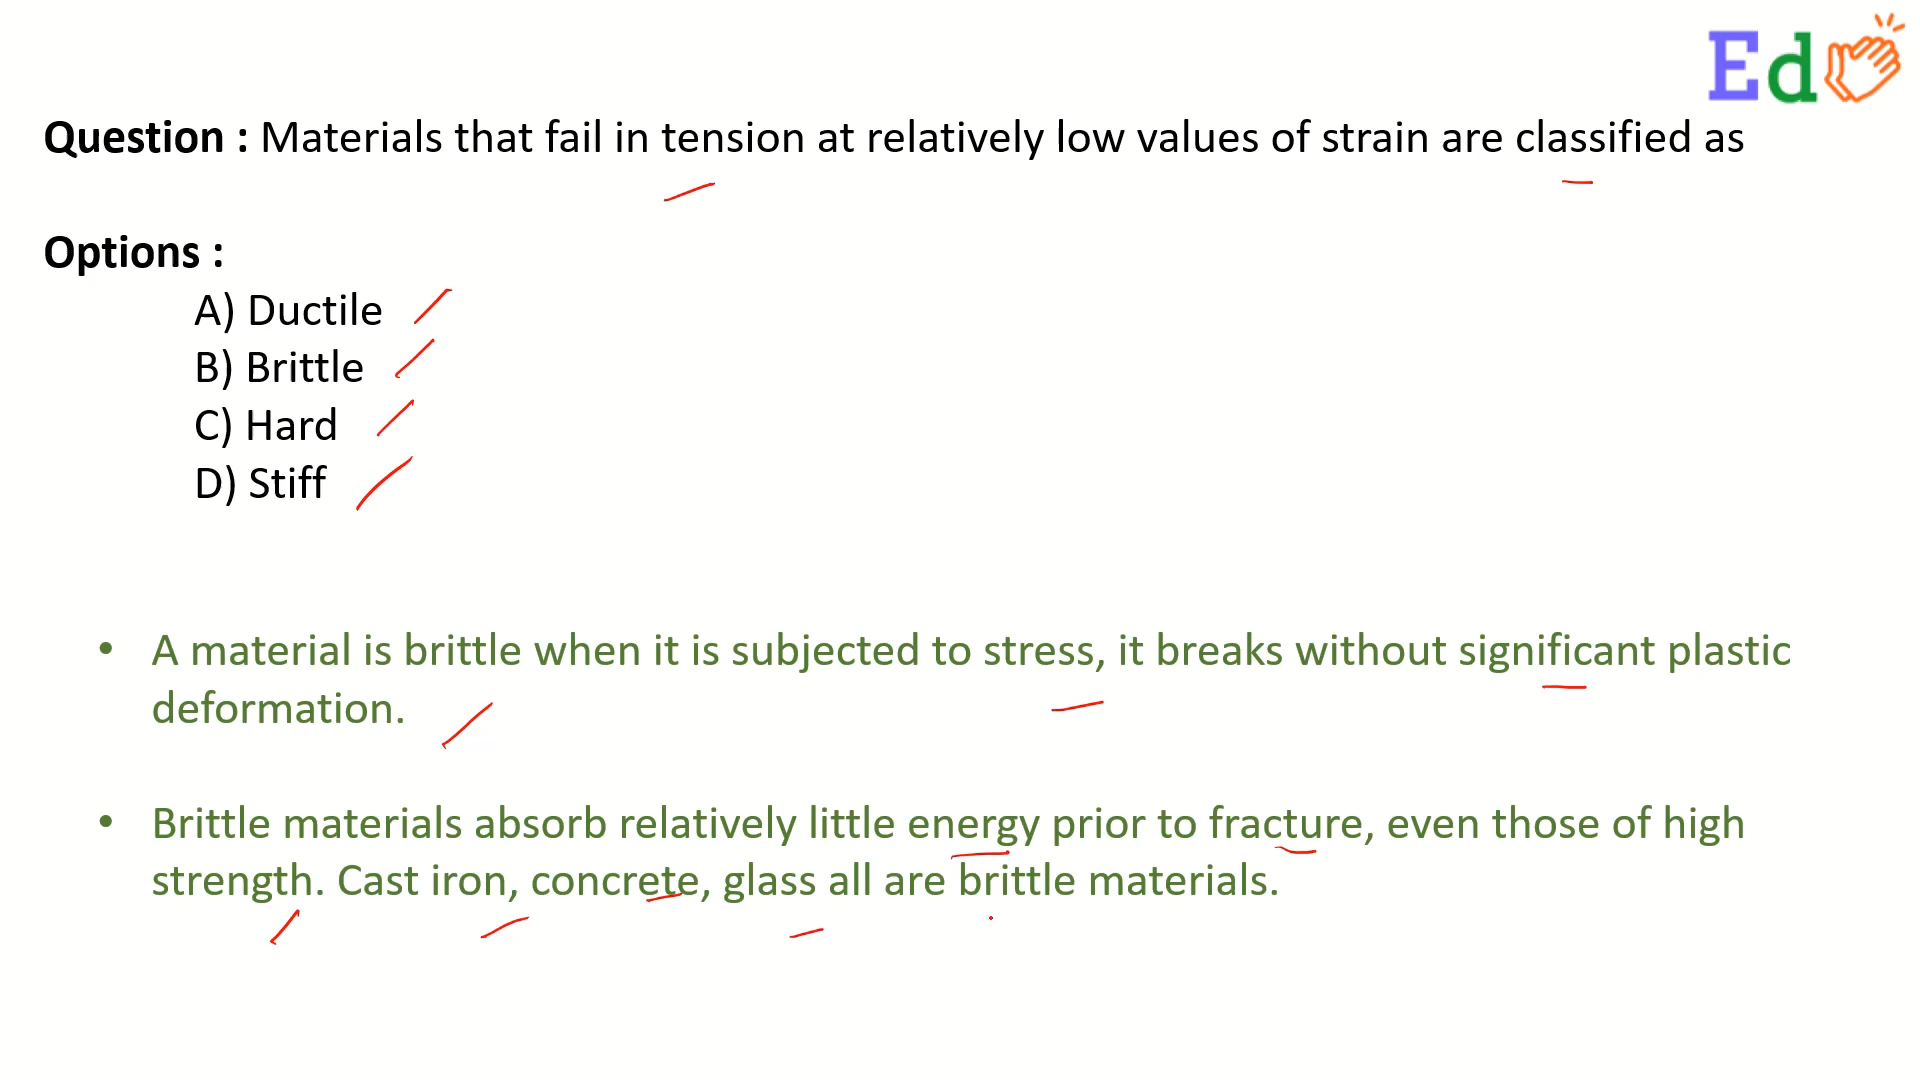 Ed
Question : Materials that fail in tension at relatively low values of strain are classified as
Options :
A) Ductile
B) Brittle
C) Hard
D) Stiff
• A material is brittle when it is subjected to stress, it breaks without significant plastic
deformation.
• Brittle materials absorb relatively little energy prior to fracture, even those of high
strength. Cast iron, concrete, glass all are brittle materials.